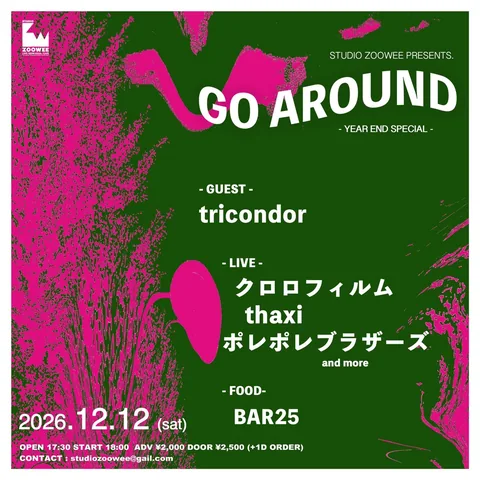 ZOOWEE
STUDIO ZOOWEE PRESENTS.
GO AROUND
- YEAR END SPECIAL -
- GUEST -
tricondor
- LIVE -
クロロフィルム
thaxi
ポレポレブラザーズ
and more
- FOOD-
BAR25
2026.12.12 (sat)
OPEN 17:30 START 18:00 ADV ¥2,000 DOOR ¥2,500 (+1D ORDER)
CONTACT : studiozoowee@gail.com